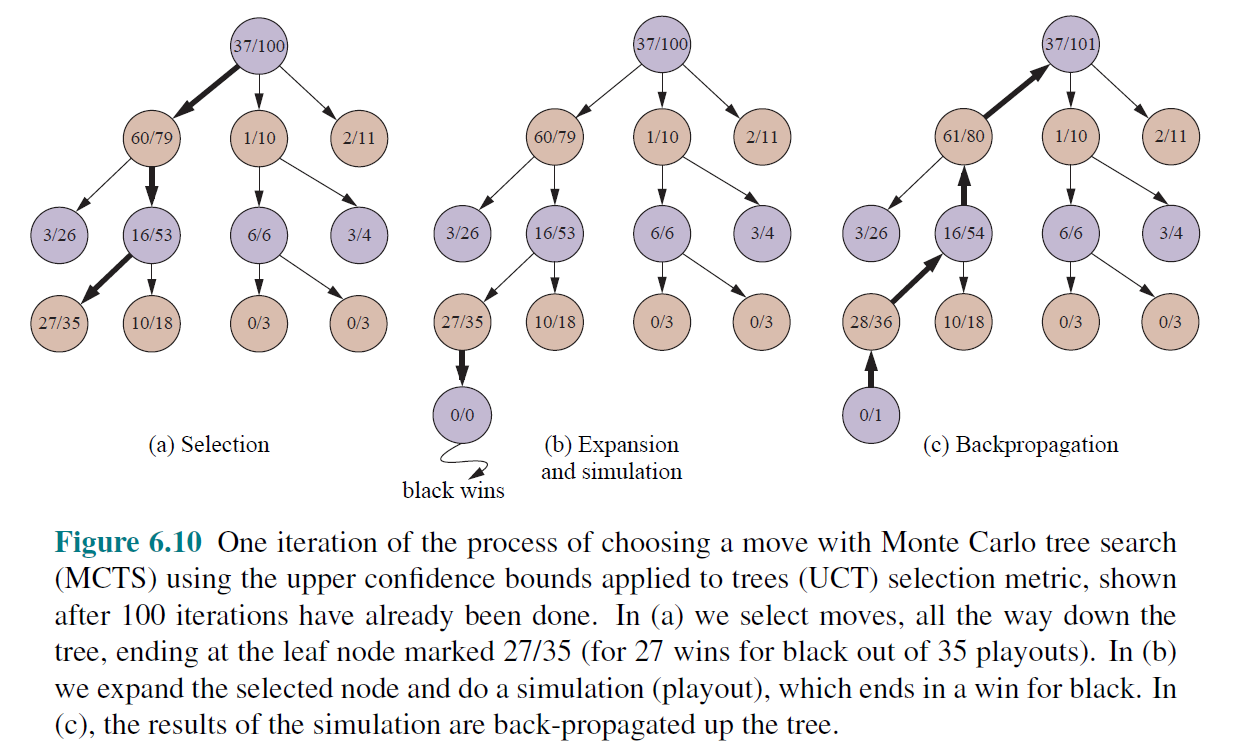 37/100
60/79 1/10 2/11
3/26 16/53 6/6 3/4
27/35 10/18 0/3 0/3
(a) Selection
37/100
60/79 1/10 2/11
3/26 16/53 6/6 3/4
27/35 10/18 0/3 0/3
0/0
black wins
(b) Expansion
and simulation
37/101
61/80 1/10 2/11
3/26 16/54 6/6 3/4
28/36 10/18 0/3 0/3
0/1
(c) Backpropagation
Figure 6.10 One iteration of the process of choosing a move with Monte Carlo tree search
(MCTS) using the upper confidence bounds applied to trees (UCT) selection metric, shown
after 100 iterations have already been done. In (a) we select moves, all the way down the
tree, ending at the leaf node marked 27/35 (for 27 wins for black out of 35 playouts). In (b)
we expand the selected node and do a simulation (playout), which ends in a win for black. In
(c), the results of the simulation are back-propagated up the tree.